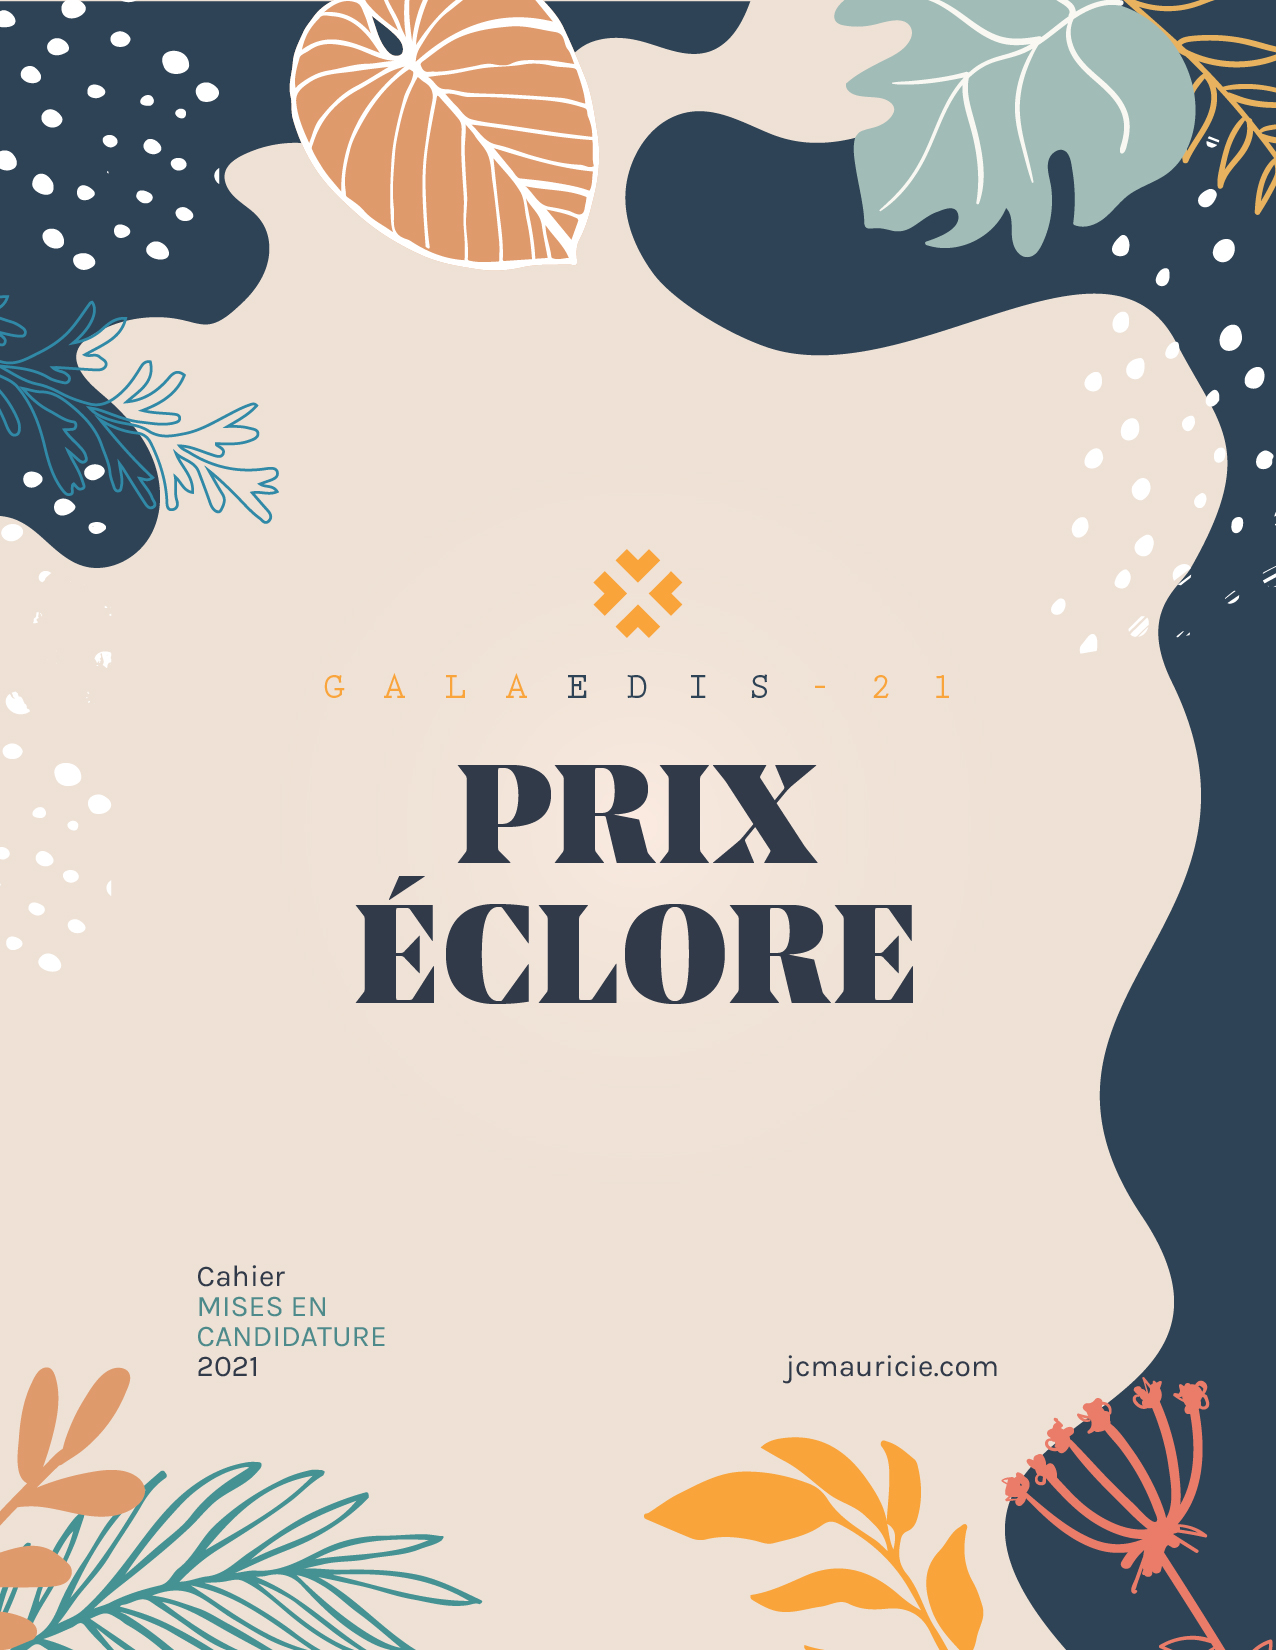 GALAEDIS-21
PRIX
ÉCLORE
Cahier
MISES EN
CANDIDATURE
2021
jcmauricie.com